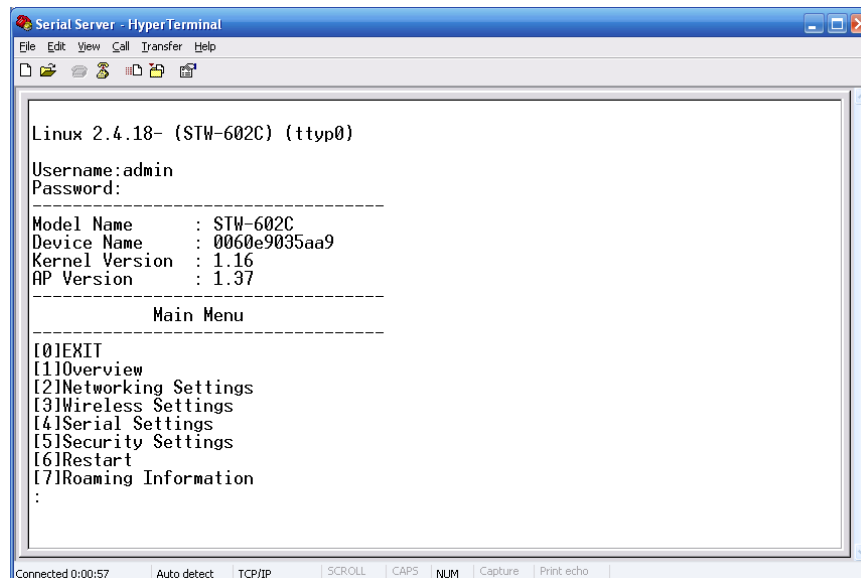 Serial Server - HyperTerminal
File Edit View Call Transfer Help
Linux 2.4.18- (STW-602C) (ttyp0)
Username:admin
Password:
-----------------------------------
Model Name : STW-602C
Device Name : 0060e9035aa9
Kernel Version : 1.16
AP Version : 1.37
-----------------------------------
Main Menu
-----------------------------------
[0]EXIT
[1]Overview
[2]Networking Settings
[3]Wireless Settings
[4]Serial Settings
[5]Security Settings
[6]Restart
[7]Roaming Information
:
Connected 0:00:57 Auto detect TCP/IP SCROLL CAPS NUM Capture Print echo